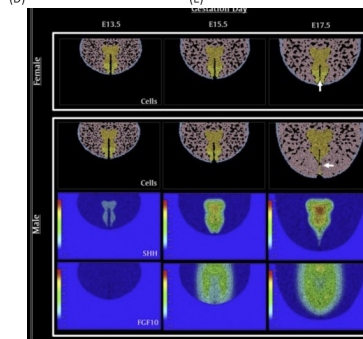 (D) (E)
Gestation Day
E13.5 E15.5 E17.5
Female
Cells
Male
Cells
SHH
FGF10